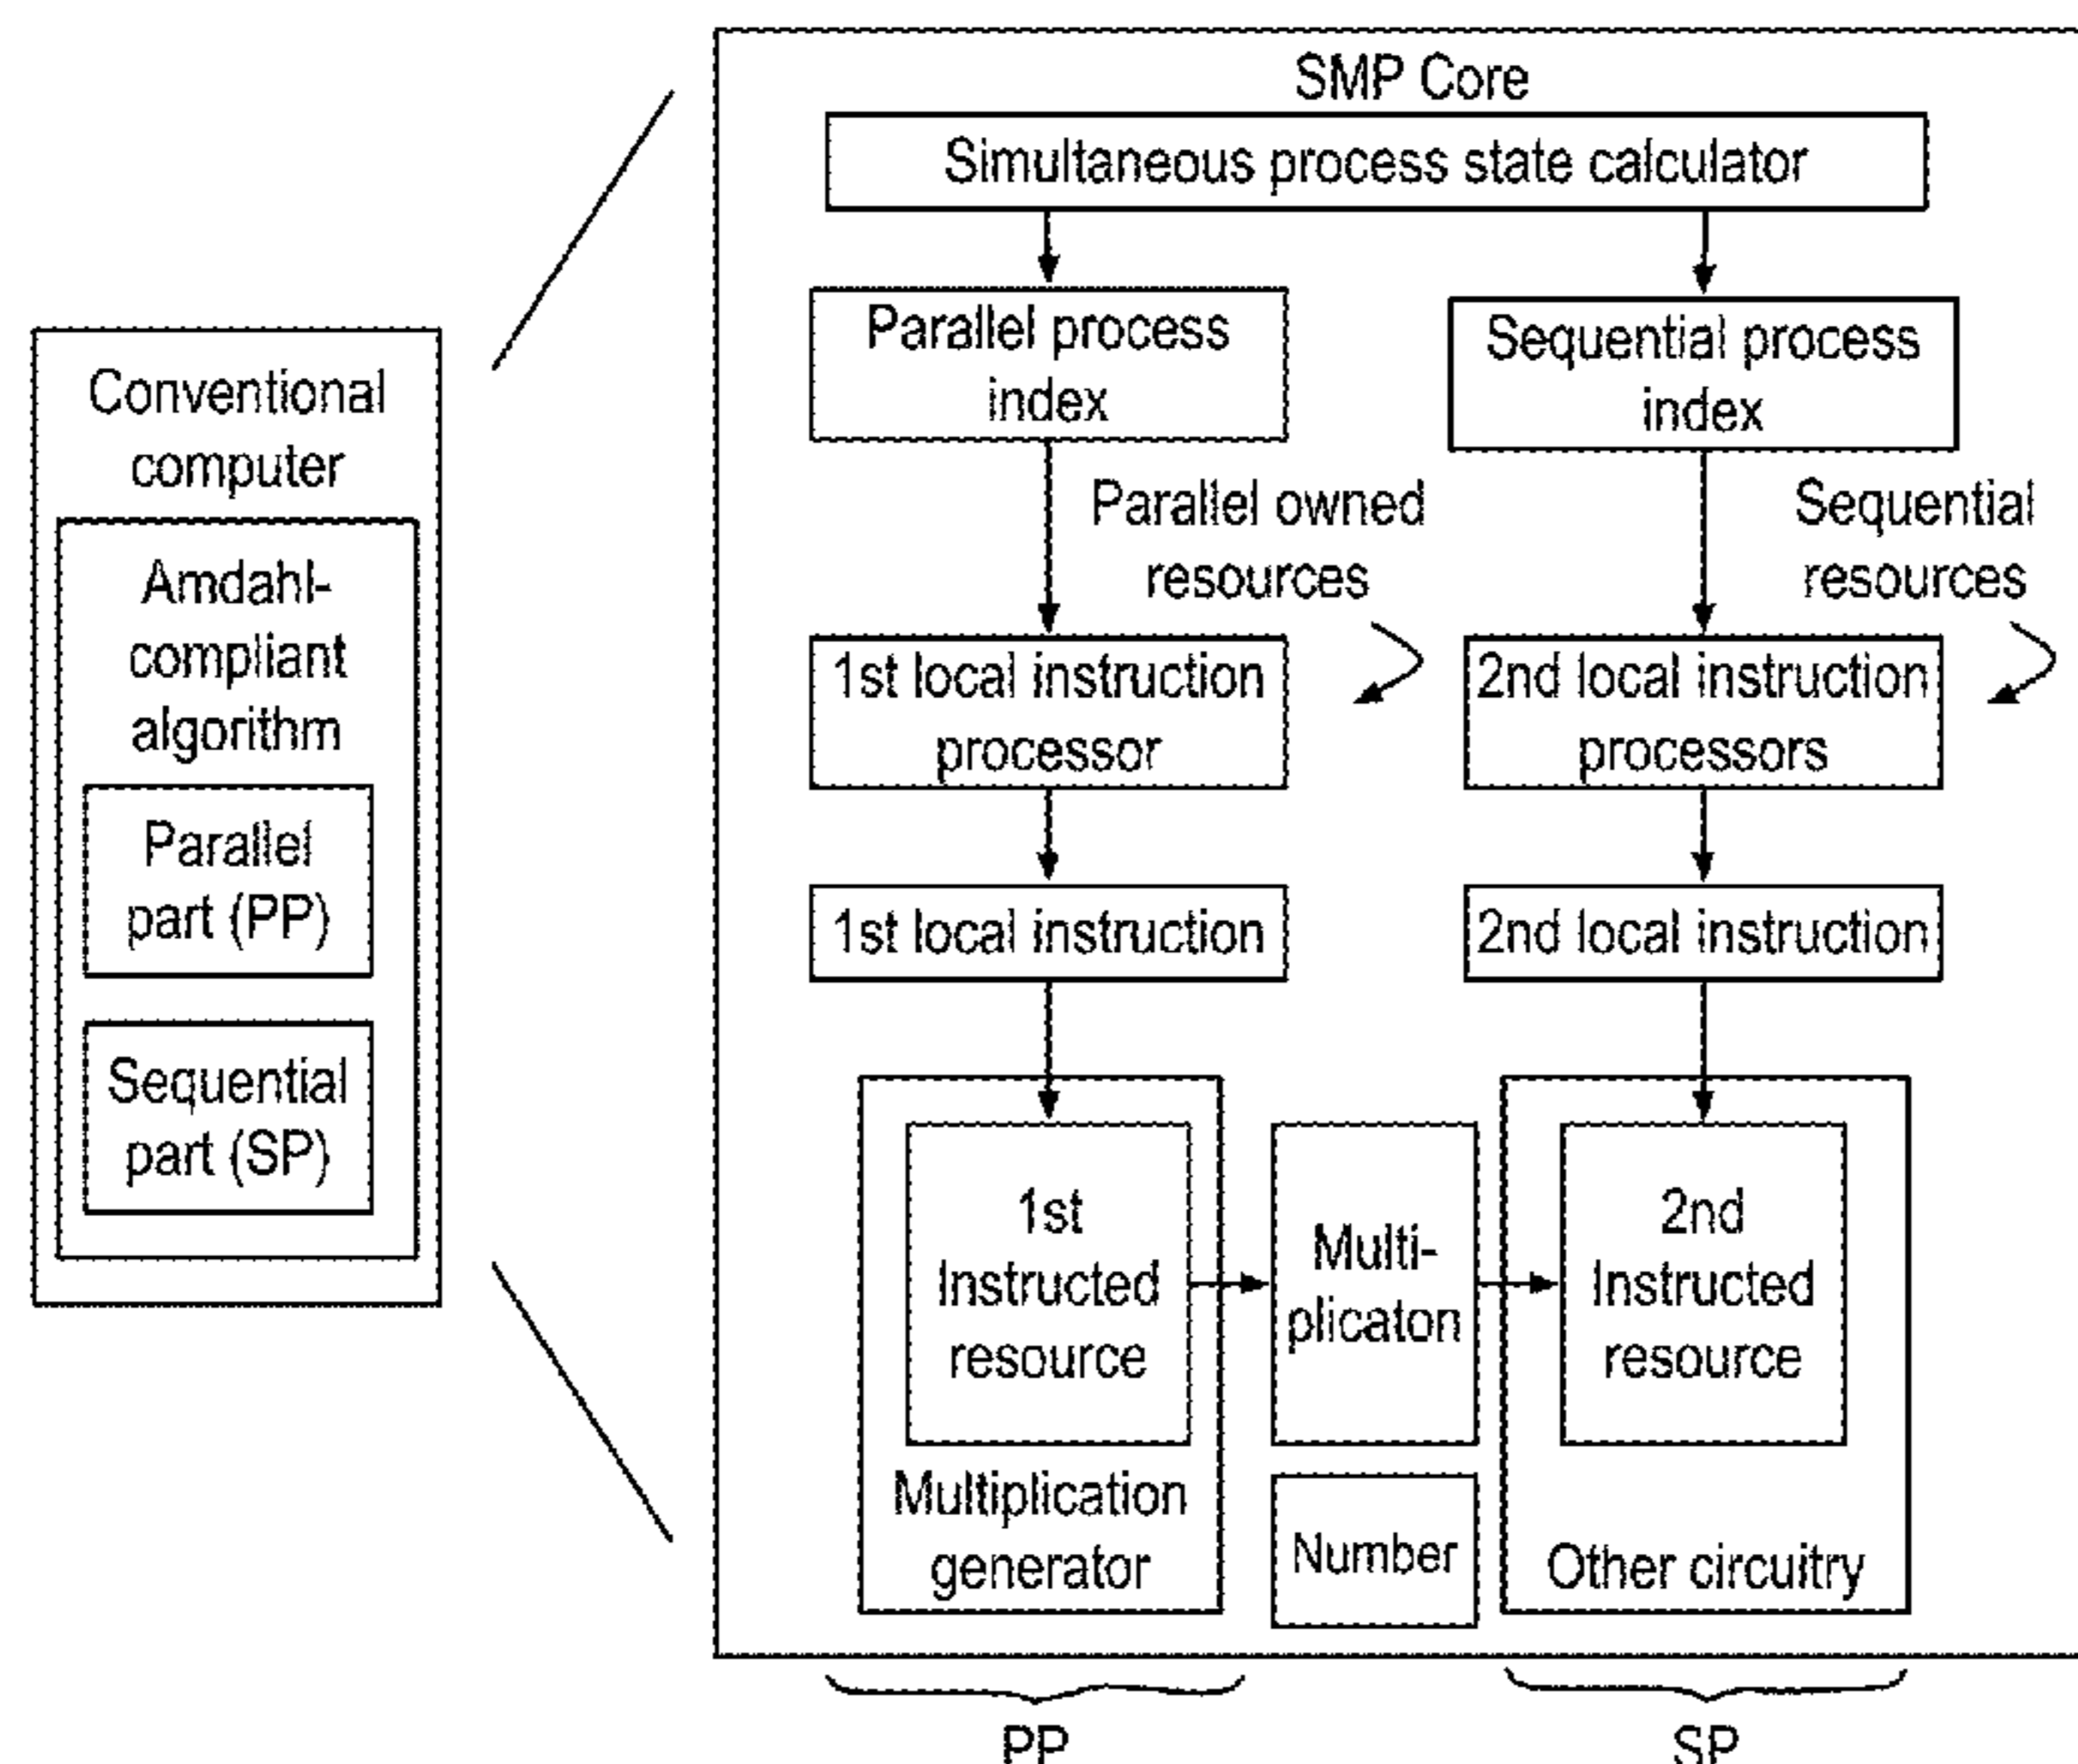 Conventional
computer
Amdahl-
compliant
algorithm
Parallel
part (PP)
Sequential
part (SP)
SMP Core
Simultaneous process state calculator
Parallel process
index
Sequential process
index
Parallel owned
resources
Sequential
resources
1st local instruction
processor
2nd local instruction
processors
1st local instruction
2nd local instruction
1st
Instructed
resource
Multiplication
generator
Multi-
plicaton
Number
2nd
Instructed
resource
Other circuitry
PP
SP